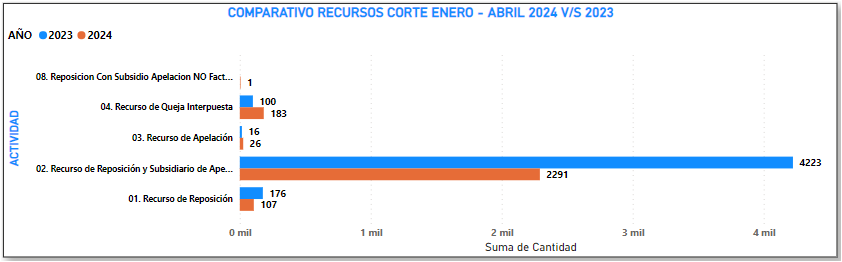 COMPARATIVO RECURSOS CORTE ENERO - ABRIL 2024 V/S 2023
AÑO 2023 2024
ACTIVIDAD
08. Reposicion Con Subsidio Apelacion NO Fact... 1
04. Recurso de Queja Interpuesta 100 183
03. Recurso de Apelación 16 26
02. Recurso de Reposición y Subsidiario de Ape... 4223 2291
01. Recurso de Reposición 176 107
0 mil 1 mil 2 mil 3 mil 4 mil
Suma de Cantidad